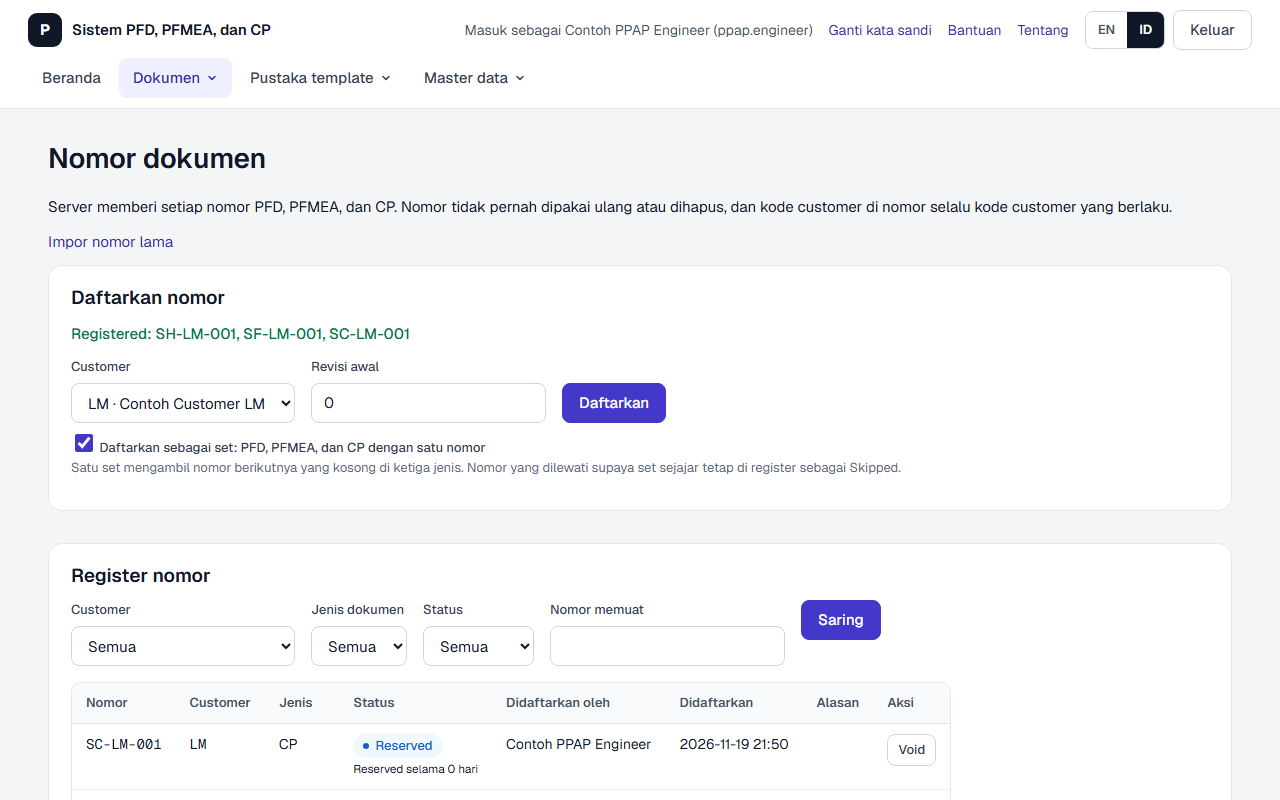 P Sistem PFD, PFMEA, dan CP
Masuk sebagai Contoh PPAP Engineer (ppap.engineer) Ganti kata sandi Bantuan Tentang EN ID Keluar
Beranda Dokumen Pustaka template Master data
Nomor dokumen
Server memberi setiap nomor PFD, PFMEA, dan CP. Nomor tidak pernah dipakai ulang atau dihapus, dan kode customer di nomor selalu kode customer yang berlaku.
Impor nomor lama
Daftarkan nomor
Registered: SH-LM-001, SF-LM-001, SC-LM-001
Customer Revisi awal
LM · Contoh Customer LM 0 Daftarkan
Daftarkan sebagai set: PFD, PFMEA, dan CP dengan satu nomor
Satu set mengambil nomor berikutnya yang kosong di ketiga jenis. Nomor yang dilewati supaya set sejajar tetap di register sebagai Skipped.
Register nomor
Customer Jenis dokumen Status Nomor memuat
Semua Semua Semua Saring
Nomor Customer Jenis Status Didaftarkan oleh Didaftarkan Alasan Aksi
SC-LM-001 LM CP Reserved Contoh PPAP Engineer 2026-11-19 21:50 Void
Reserved selama 0 hari